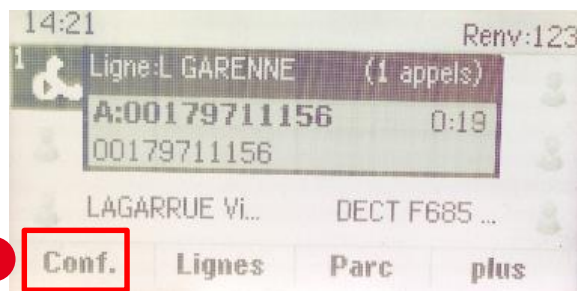 14:21 Renv:123
1 Ligne:L GARENNE (1 appels)
A:00179711156 0:19
00179711156
LAGARRUE Vi... DECT F685 ...
Conf. Lignes Parc plus